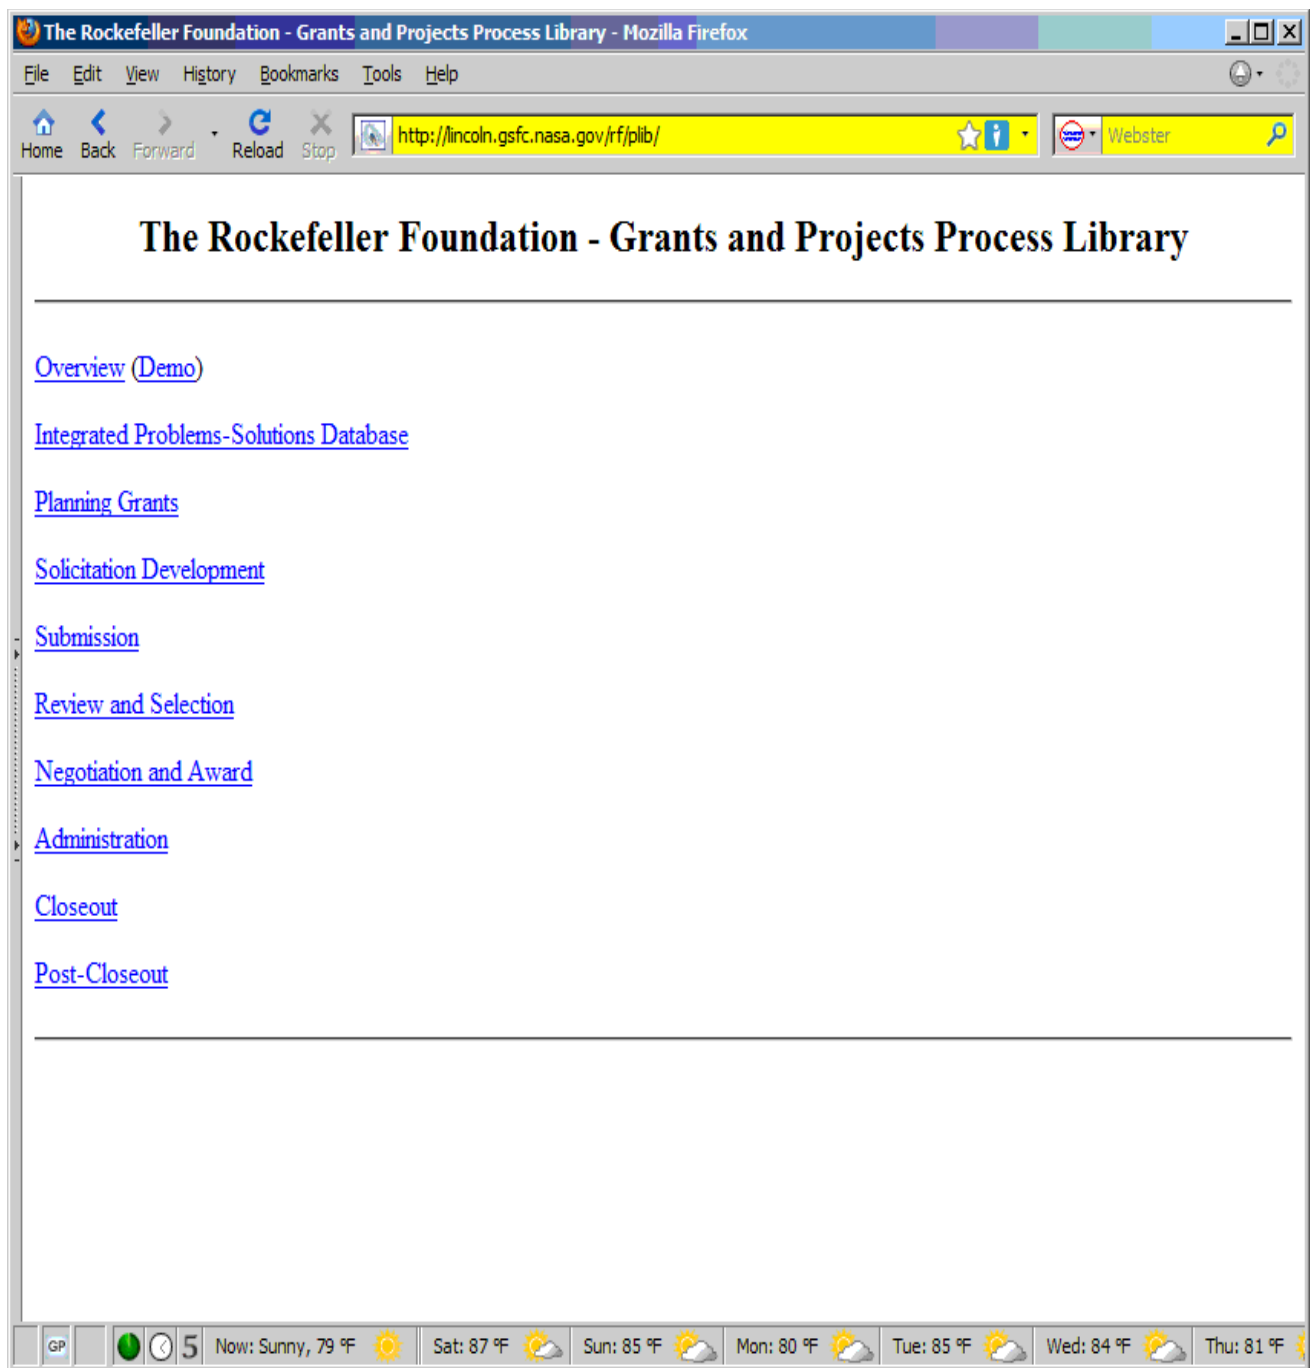 The Rockefeller Foundation - Grants and Projects Process Library - Mozilla Firefox
File Edit View History Bookmarks Tools Help
Home Back Forward Reload Stop http://lincoln.gsfc.nasa.gov/rf/plib/ Webster
The Rockefeller Foundation - Grants and Projects Process Library
Overview (Demo)
Integrated Problems-Solutions Database
Planning Grants
Solicitation Development
Submission
Review and Selection
Negotiation and Award
Administration
Closeout
Post-Closeout
GP 5 Now: Sunny, 79 °F Sat: 87 °F Sun: 85 °F Mon: 80 °F Tue: 85 °F Wed: 84 °F Thu: 81 °F